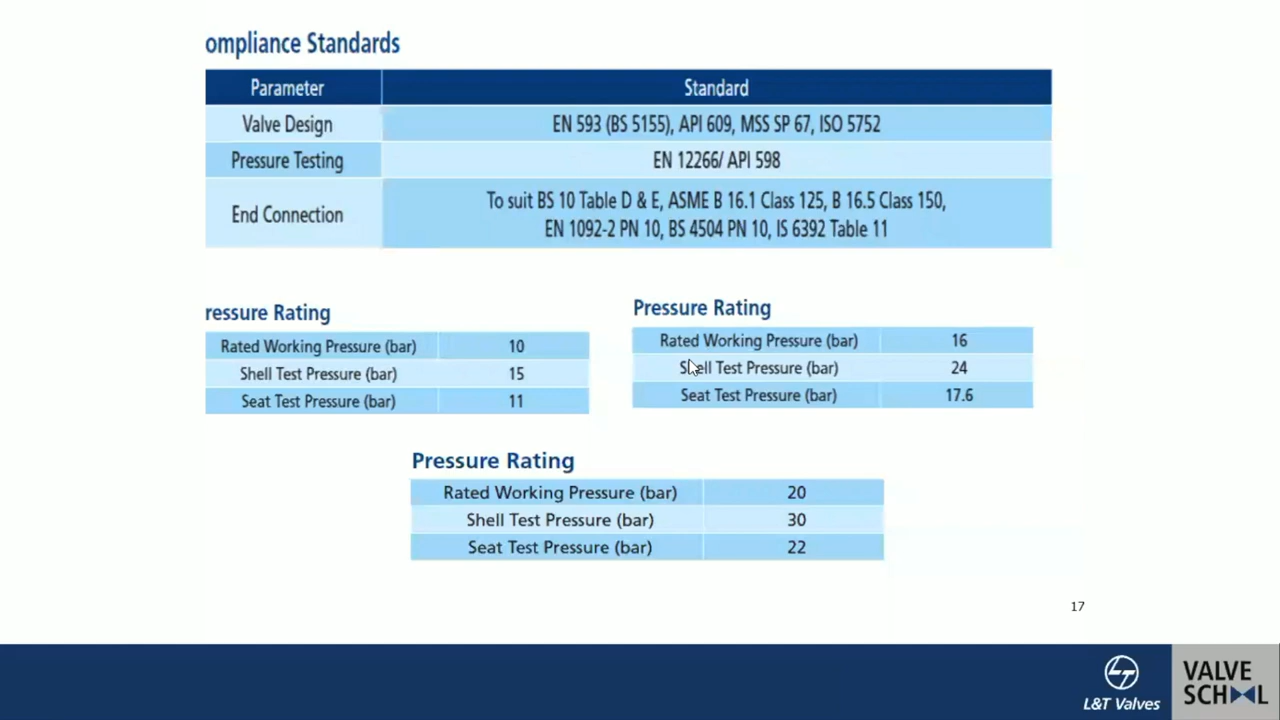 ompliance Standards
Parameter Standard
Valve Design EN 593 (BS 5155), API 609, MSS SP 67, ISO 5752
Pressure Testing EN 12266/ API 598
End Connection To suit BS 10 Table D & E, ASME B 16.1 Class 125, B 16.5 Class 150,
EN 1092-2 PN 10, BS 4504 PN 10, IS 6392 Table 11
ressure Rating
Rated Working Pressure (bar) 10
Shell Test Pressure (bar) 15
Seat Test Pressure (bar) 11
Pressure Rating
Rated Working Pressure (bar) 16
Shell Test Pressure (bar) 24
Seat Test Pressure (bar) 17.6
Pressure Rating
Rated Working Pressure (bar) 20
Shell Test Pressure (bar) 30
Seat Test Pressure (bar) 22
17
L&T Valves
VALVE
SCHOOL